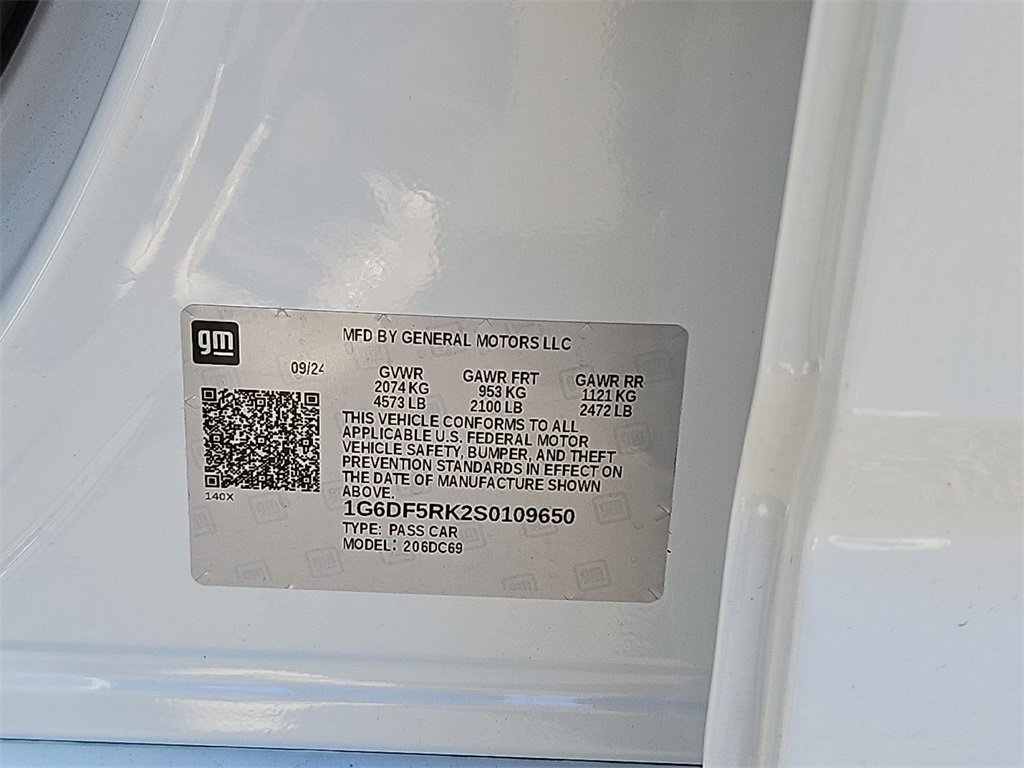 gm
MFD BY GENERAL MOTORS LLC
09/24
GVWR GAWR FRT GAWR RR
2074 KG 953 KG 1121 KG
4573 LB 2100 LB 2472 LB
THIS VEHICLE CONFORMS TO ALL
APPLICABLE U.S. FEDERAL MOTOR
VEHICLE SAFETY, BUMPER, AND THEFT
PREVENTION STANDARDS IN EFFECT ON
THE DATE OF MANUFACTURE SHOWN
ABOVE.
140X
1G6DF5RK2S0109650
TYPE: PASS CAR
MODEL: 206DC69